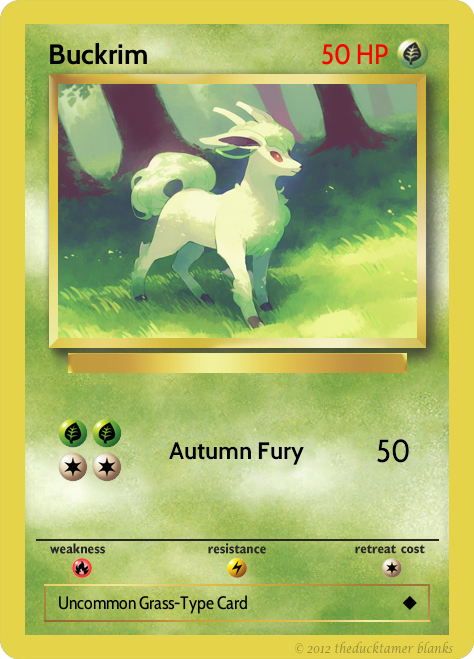 Buckrim 50 HP
Autumn Fury 50
weakness resistance retreat cost
Uncommon Grass-Type Card
© 2012 theducktamer blanks